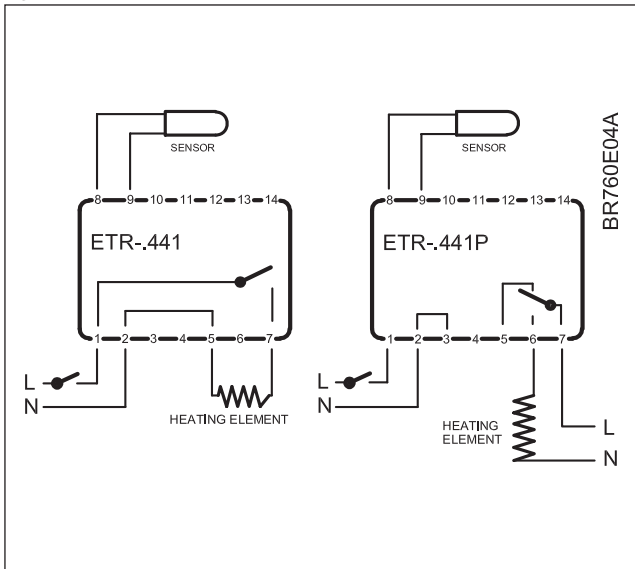 SENSOR
8 9 10 11 12 13 14
ETR-.441
1 2 3 4 5 6 7
L
N
HEATING ELEMENT
SENSOR
8 9 10 11 12 13 14
ETR-.441P
1 2 3 4 5 6 7
L
N
HEATING
ELEMENT
L
N
BR760E04A